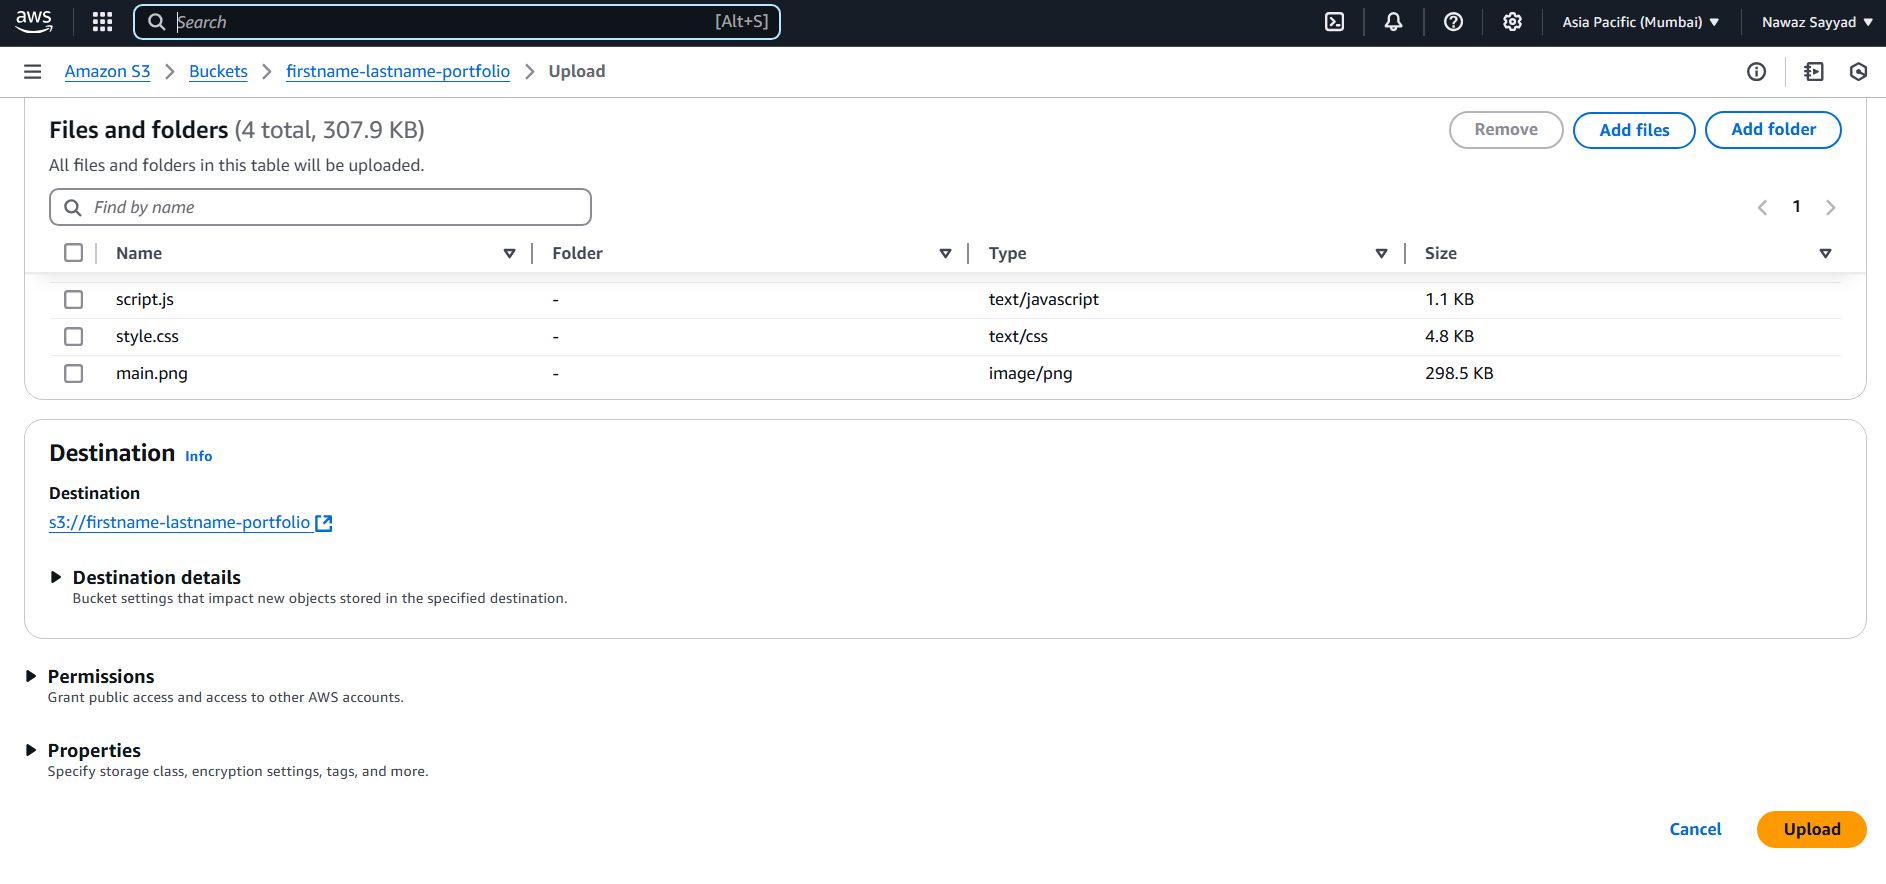 aws Search [Alt+S] Asia Pacific (Mumbai) Nawaz Sayyad
Amazon S3 Buckets firstname-lastname-portfolio Upload
Files and folders (4 total, 307.9 KB) Remove Add files Add folder
All files and folders in this table will be uploaded.
Find by name 1
Name Folder Type Size
script.js - text/javascript 1.1 KB
style.css - text/css 4.8 KB
main.png - image/png 298.5 KB
Destination Info
Destination
s3://firstname-lastname-portfolio
Destination details
Bucket settings that impact new objects stored in the specified destination.
Permissions
Grant public access and access to other AWS accounts.
Properties
Specify storage class, encryption settings, tags, and more.
Cancel Upload